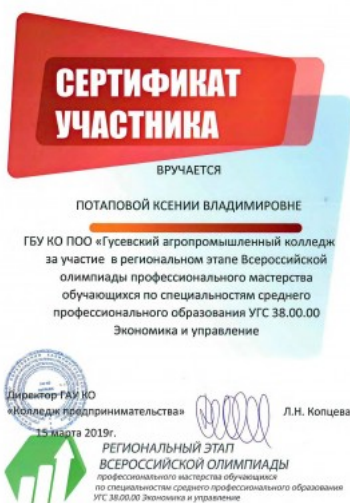 СЕРТИФИКАТ
УЧАСТНИКА
ВРУЧАЕТСЯ
ПОТАПОВОЙ КСЕНИИ ВЛАДИМИРОВНЕ
ГБУ КО ПОО «Гусевский агропромышленный колледж
за участие в региональном этапе Всероссийской
олимпиады профессионального мастерства
обучающихся по специальностям среднего
профессионального образования УГС 38.00.00
Экономика и управление
Директор ГАУ КО
«Колледж предпринимательства» Л.Н. Копцева
15 марта 2019г.
РЕГИОНАЛЬНЫЙ ЭТАП
ВСЕРОССИЙСКОЙ ОЛИМПИАДЫ
профессионального мастерства обучающихся
по специальностям среднего профессионального образования
УГС 38.00.00 Экономика и управление